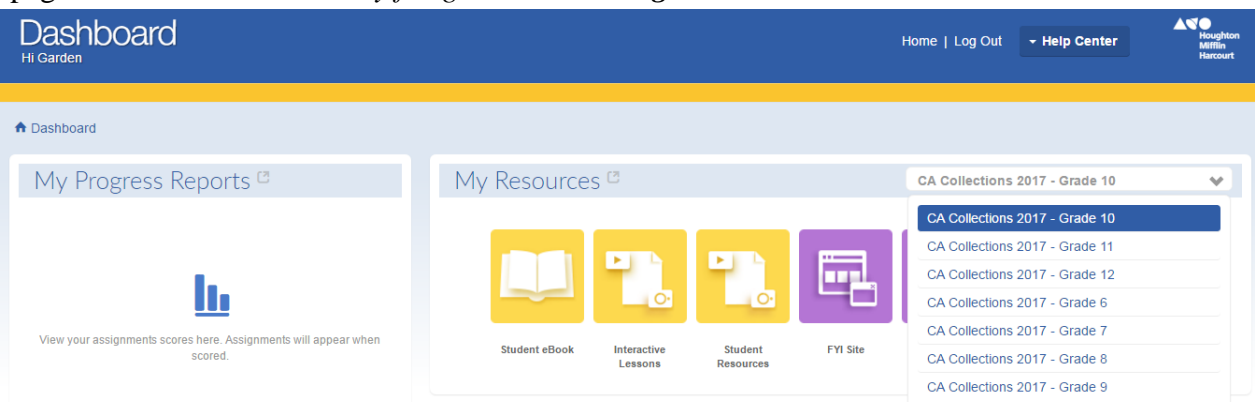 Dashboard
Hi Garden
Home | Log Out
Help Center
Houghton
Mifflin
Harcourt
Dashboard
My Progress Reports
View your assignments scores here. Assignments will appear when
scored.
My Resources
CA Collections 2017 - Grade 10
CA Collections 2017 - Grade 10
CA Collections 2017 - Grade 11
CA Collections 2017 - Grade 12
CA Collections 2017 - Grade 6
CA Collections 2017 - Grade 7
CA Collections 2017 - Grade 8
CA Collections 2017 - Grade 9
Student eBook
Interactive
Lessons
Student
Resources
FYI Site